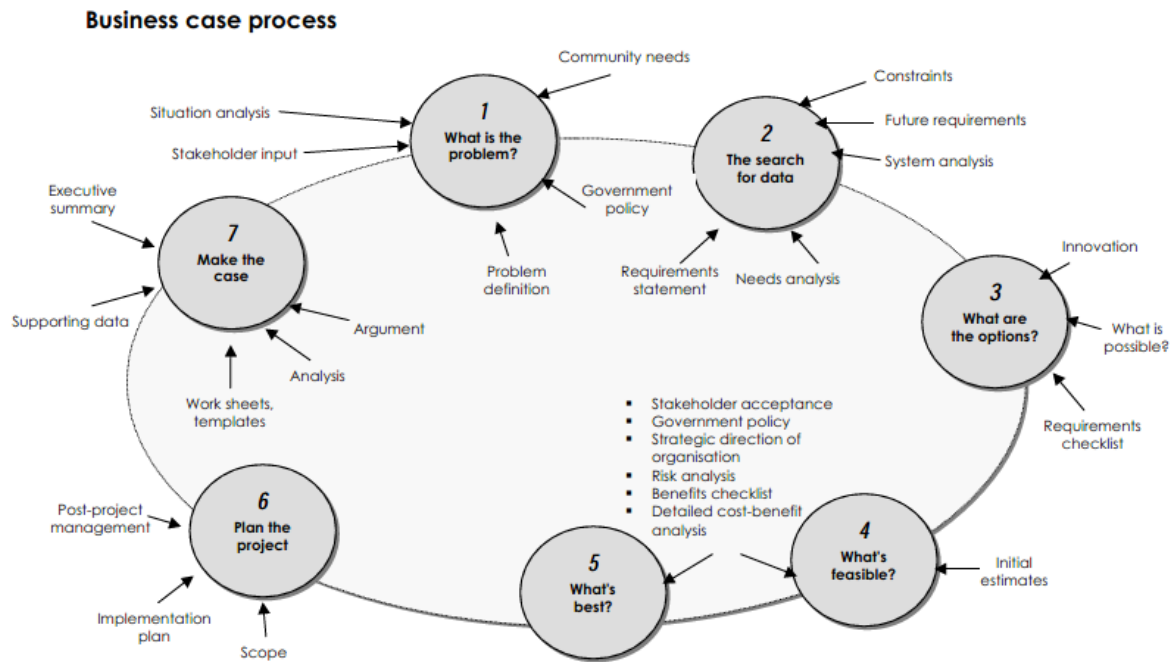 Business case process
Community needs
Situation analysis
Stakeholder input
1
What is the
problem?
Government
policy
Problem
definition
Constraints
Future requirements
System analysis
2
The search
for data
Requirements
statement
Needs analysis
Innovation
3
What are
the options?
What is
possible?
Requirements
checklist
▪ Stakeholder acceptance
▪ Government policy
▪ Strategic direction of
organisation
▪ Risk analysis
▪ Benefits checklist
▪ Detailed cost-benefit
analysis
4
What's
feasible?
Initial
estimates
5
What's
best?
6
Plan the
project
Post-project
management
Implementation
plan
Scope
7
Make the
case
Executive
summary
Supporting data
Work sheets,
templates
Analysis
Argument